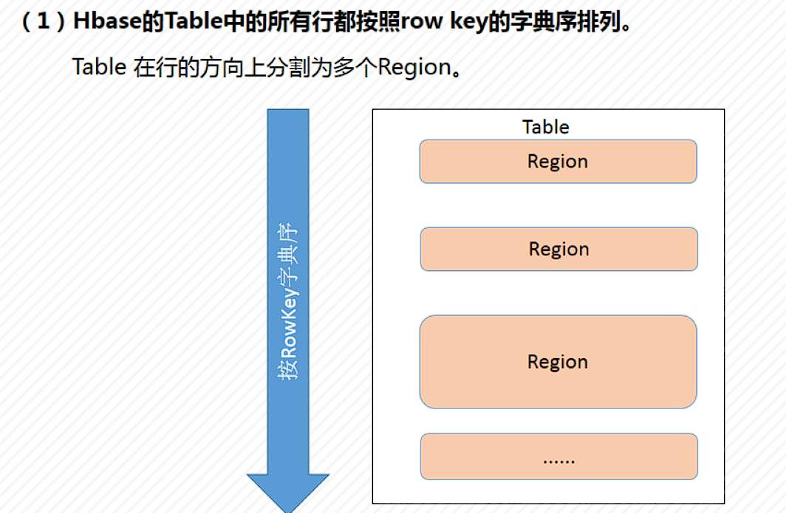 （1）Hbase的Table中的所有行都按照row key的字典序排列。
Table 在行的方向上分割为多个Region。
按RowKey字典序
Table
Region
Region
Region
......